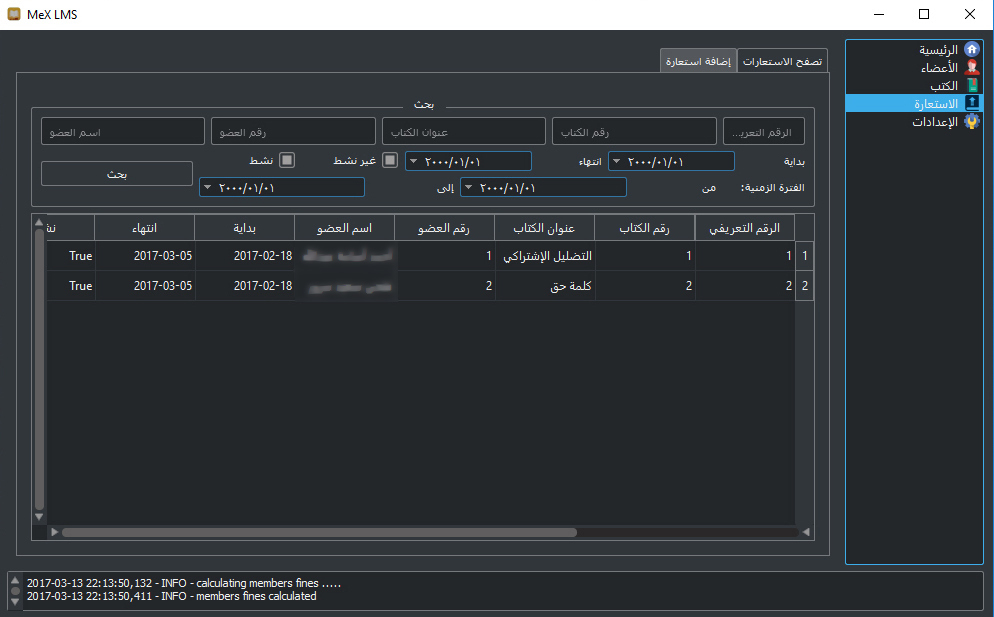 MeX LMS
الرئيسية
الأعضاء
الكتب
الاستعارة
الإعدادات
تصفح الاستعارات
إضافة استعارة
بحث
الرقم التعريـ...
رقم الكتاب
عنوان الكتاب
رقم العضو
اسم العضو
بداية ٢٠٠٠/٠١/٠١ انتهاء ٢٠٠٠/٠١/٠١ غير نشط نشط
بحث
الفترة الزمنية: من ٢٠٠٠/٠١/٠١ إلى ٢٠٠٠/٠١/٠١
الرقم التعريفي رقم الكتاب عنوان الكتاب رقم العضو اسم العضو بداية انتهاء
1 1 1 التضليل الإشتراكي 1 2017-02-18 2017-03-05 True
2 2 2 كلمة حق 2 2017-02-18 2017-03-05 True
2017-03-13 22:13:50,132 - INFO - calculating members fines .....
2017-03-13 22:13:50,411 - INFO - members fines calculated